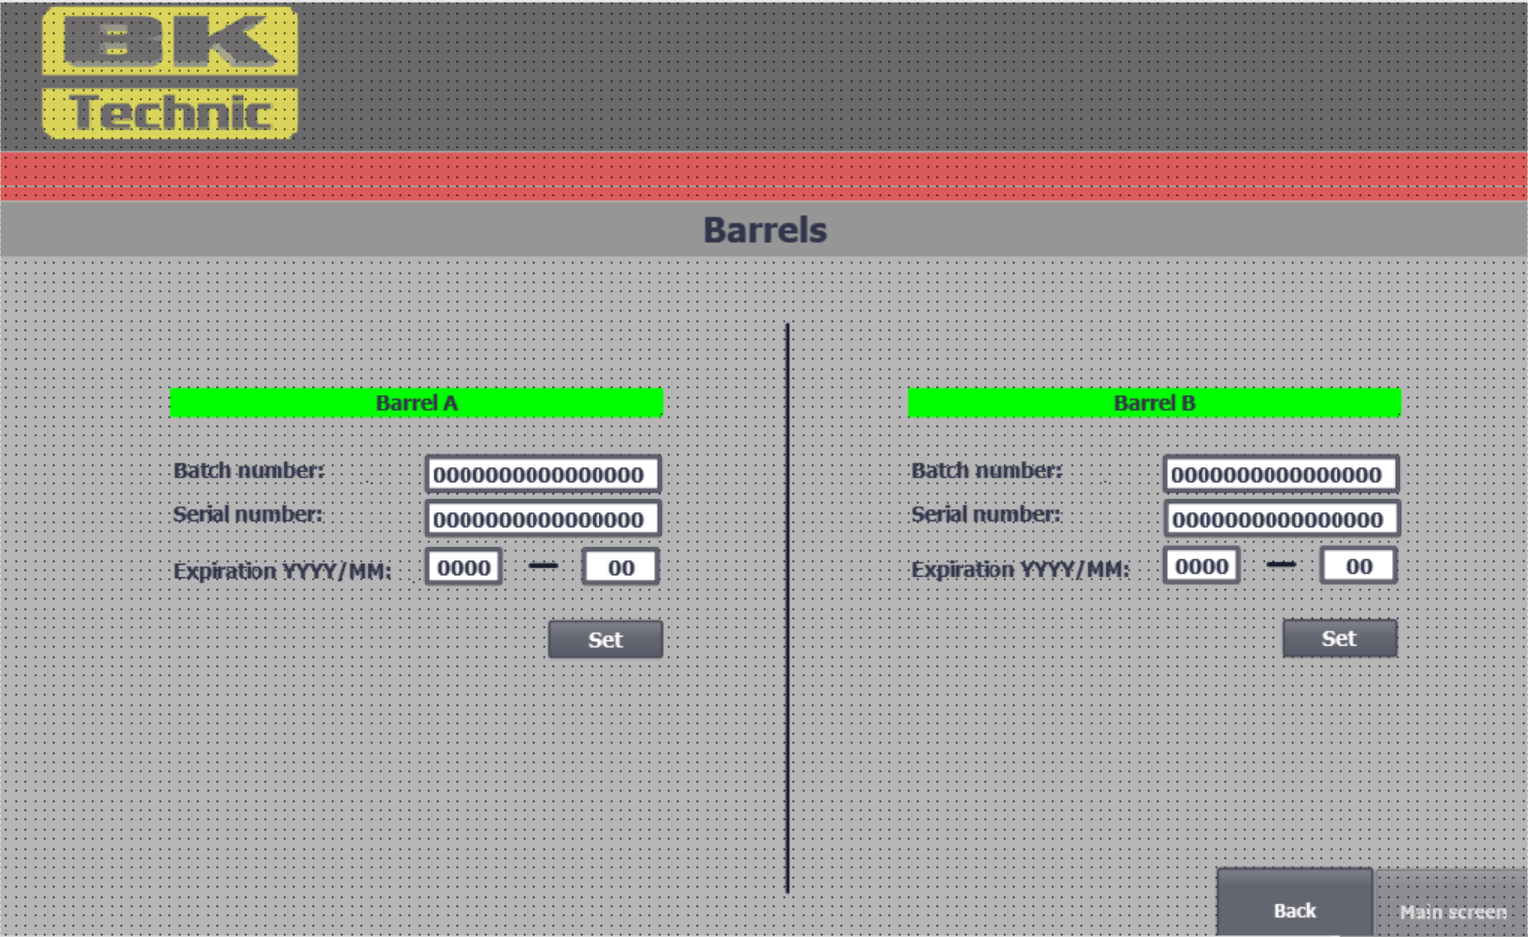 BK
Technic
Barrels
Barrel A
Batch number: 0000000000000000
Serial number: 0000000000000000
Expiration YYYY/MM: 0000 — 00
Set
Barrel B
Batch number: 0000000000000000
Serial number: 0000000000000000
Expiration YYYY/MM: 0000 — 00
Set
Back
Main screen